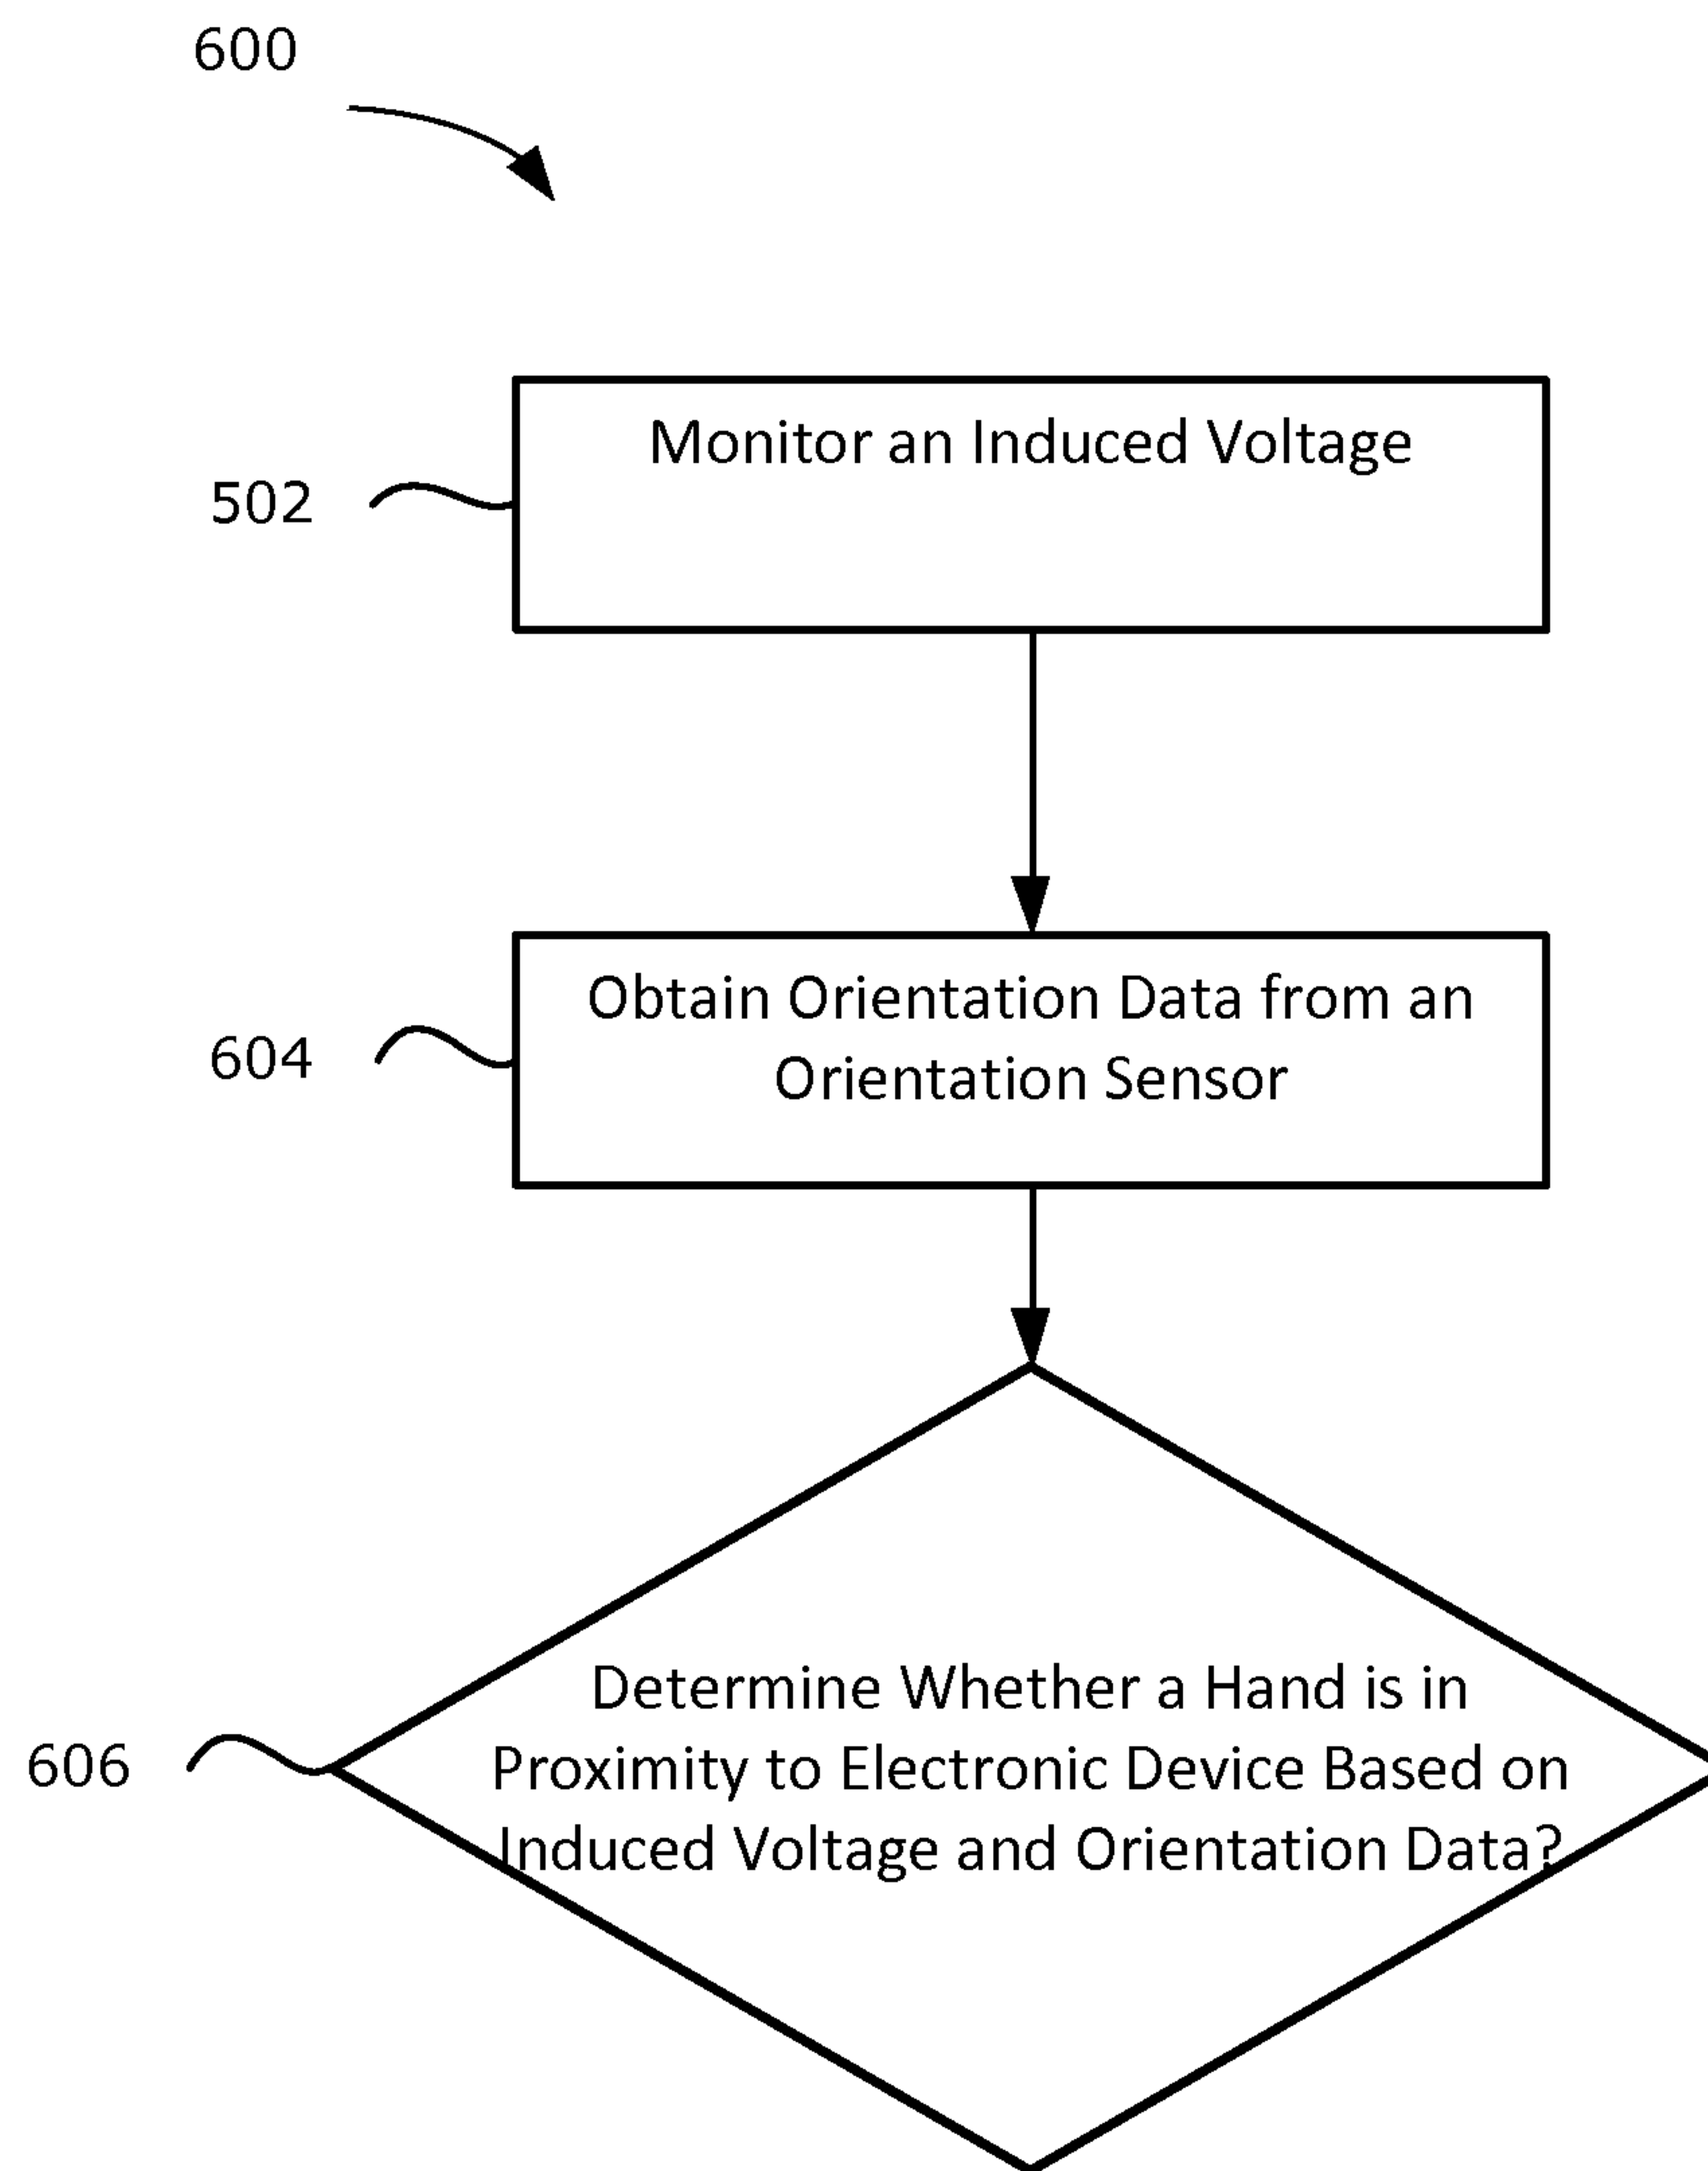 600
Monitor an Induced Voltage
502
Obtain Orientation Data from an
Orientation Sensor
604
Determine Whether a Hand is in
Proximity to Electronic Device Based on
Induced Voltage and Orientation Data?
606